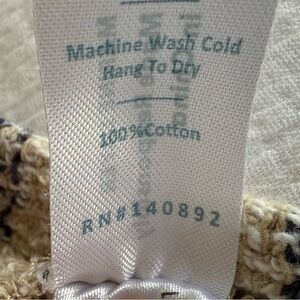 Machine Wash Cold
Hang To Dry
100%Cotton
RN#140892